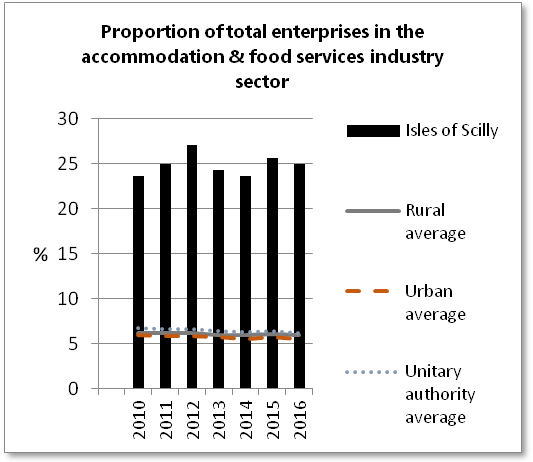 Proportion of total enterprises in the
accommodation & food services industry
sector
30
25
20
15
10
5
0
%
2010
2011
2012
2013
2014
2015
2016
Isles of Scilly
Rural
average
Urban
average
Unitary
authority
average